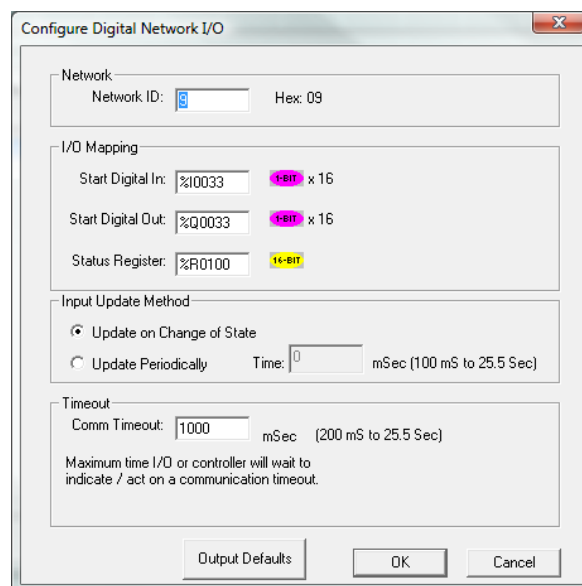 Configure Digital Network I/O
Network
Network ID: 9 Hex: 09
I/O Mapping
Start Digital In: %I0033 1-BIT x 16
Start Digital Out: %Q0033 1-BIT x 16
Status Register: %R0100 16-BIT
Input Update Method
Update on Change of State
Update Periodically Time: 0 mSec (100 mS to 25.5 Sec)
Timeout
Comm Timeout: 1000 mSec (200 mS to 25.5 Sec)
Maximum time I/O or controller will wait to
indicate / act on a communication timeout.
Output Defaults OK Cancel